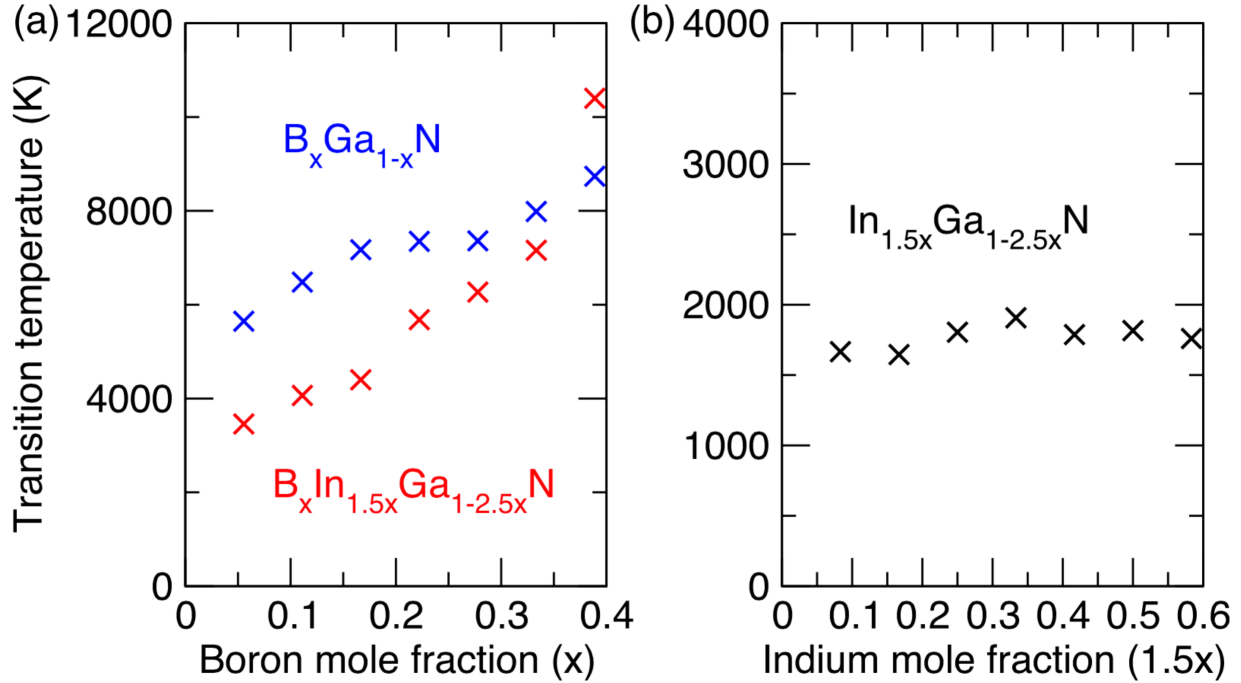 (a)
12000
8000
4000
0
Transition temperature (K)
BₓGa₁₋ₓN
BₓIn₁.₅ₓGa₁₋₂.₅ₓN
0 0.1 0.2 0.3 0.4
Boron mole fraction (x)
(b)
4000
3000
2000
1000
0
In₁.₅ₓGa₁₋₂.₅ₓN
0 0.1 0.2 0.3 0.4 0.5 0.6
Indium mole fraction (1.5x)